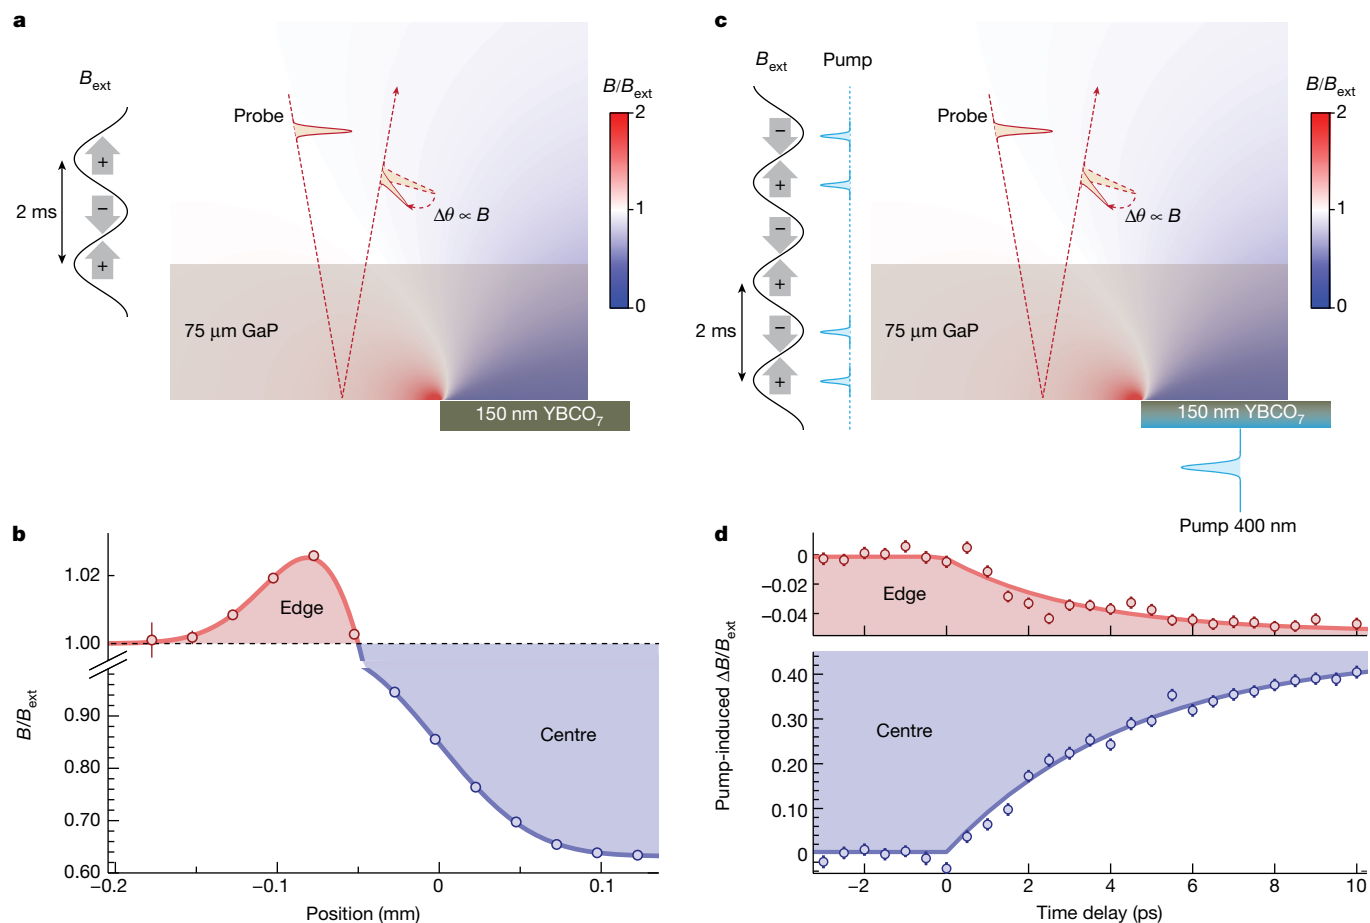 a
B_ext
2 ms
+
−
+
Probe
Δθ ∝ B
B/B_ext
2
1
0
75 μm GaP
150 nm YBCO₇
c
B_ext
Pump
2 ms
−
+
−
+
−
+
Probe
Δθ ∝ B
B/B_ext
2
1
0
75 μm GaP
150 nm YBCO₇
Pump 400 nm
b
B/B_ext
1.02
1.00
0.90
0.80
0.70
0.60
Edge
Centre
−0.2
−0.1
0
0.1
Position (mm)
d
Pump-induced ΔB/B_ext
0
−0.02
−0.04
Edge
0.40
0.30
0.20
0.10
0
Centre
−2
0
2
4
6
8
10
Time delay (ps)